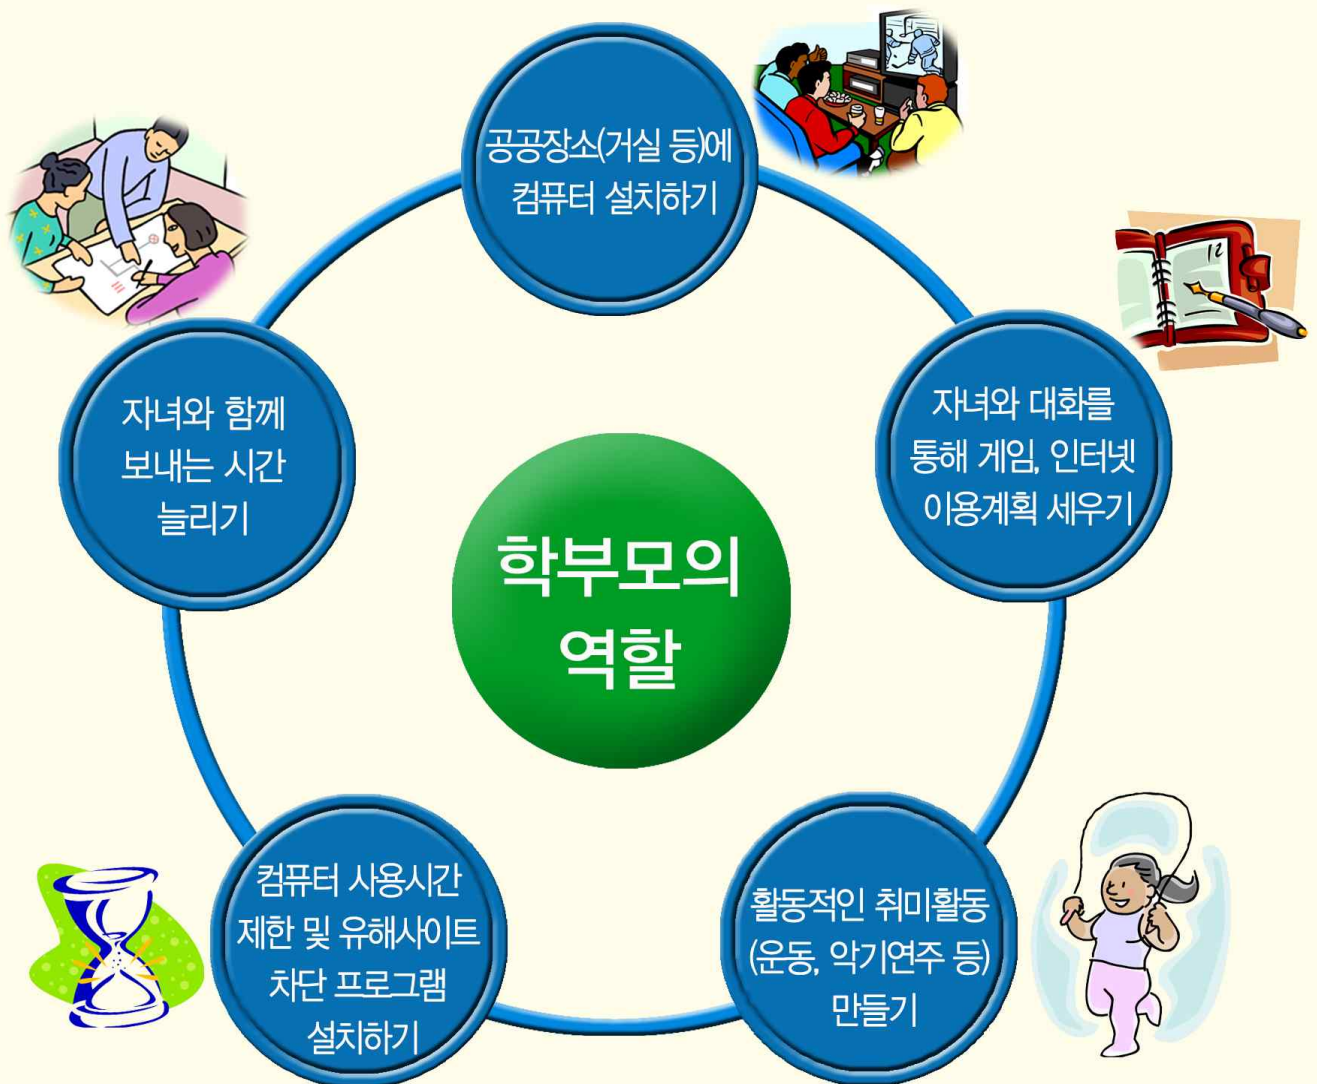 공공장소(거실 등)에
컴퓨터 설치하기
자녀와 대화를
통해 게임, 인터넷
이용계획 세우기
활동적인 취미활동
(운동, 악기연주 등)
만들기
컴퓨터 사용시간
제한 및 유해사이트
차단 프로그램
설치하기
자녀와 함께
보내는 시간
늘리기
학부모의
역할
12